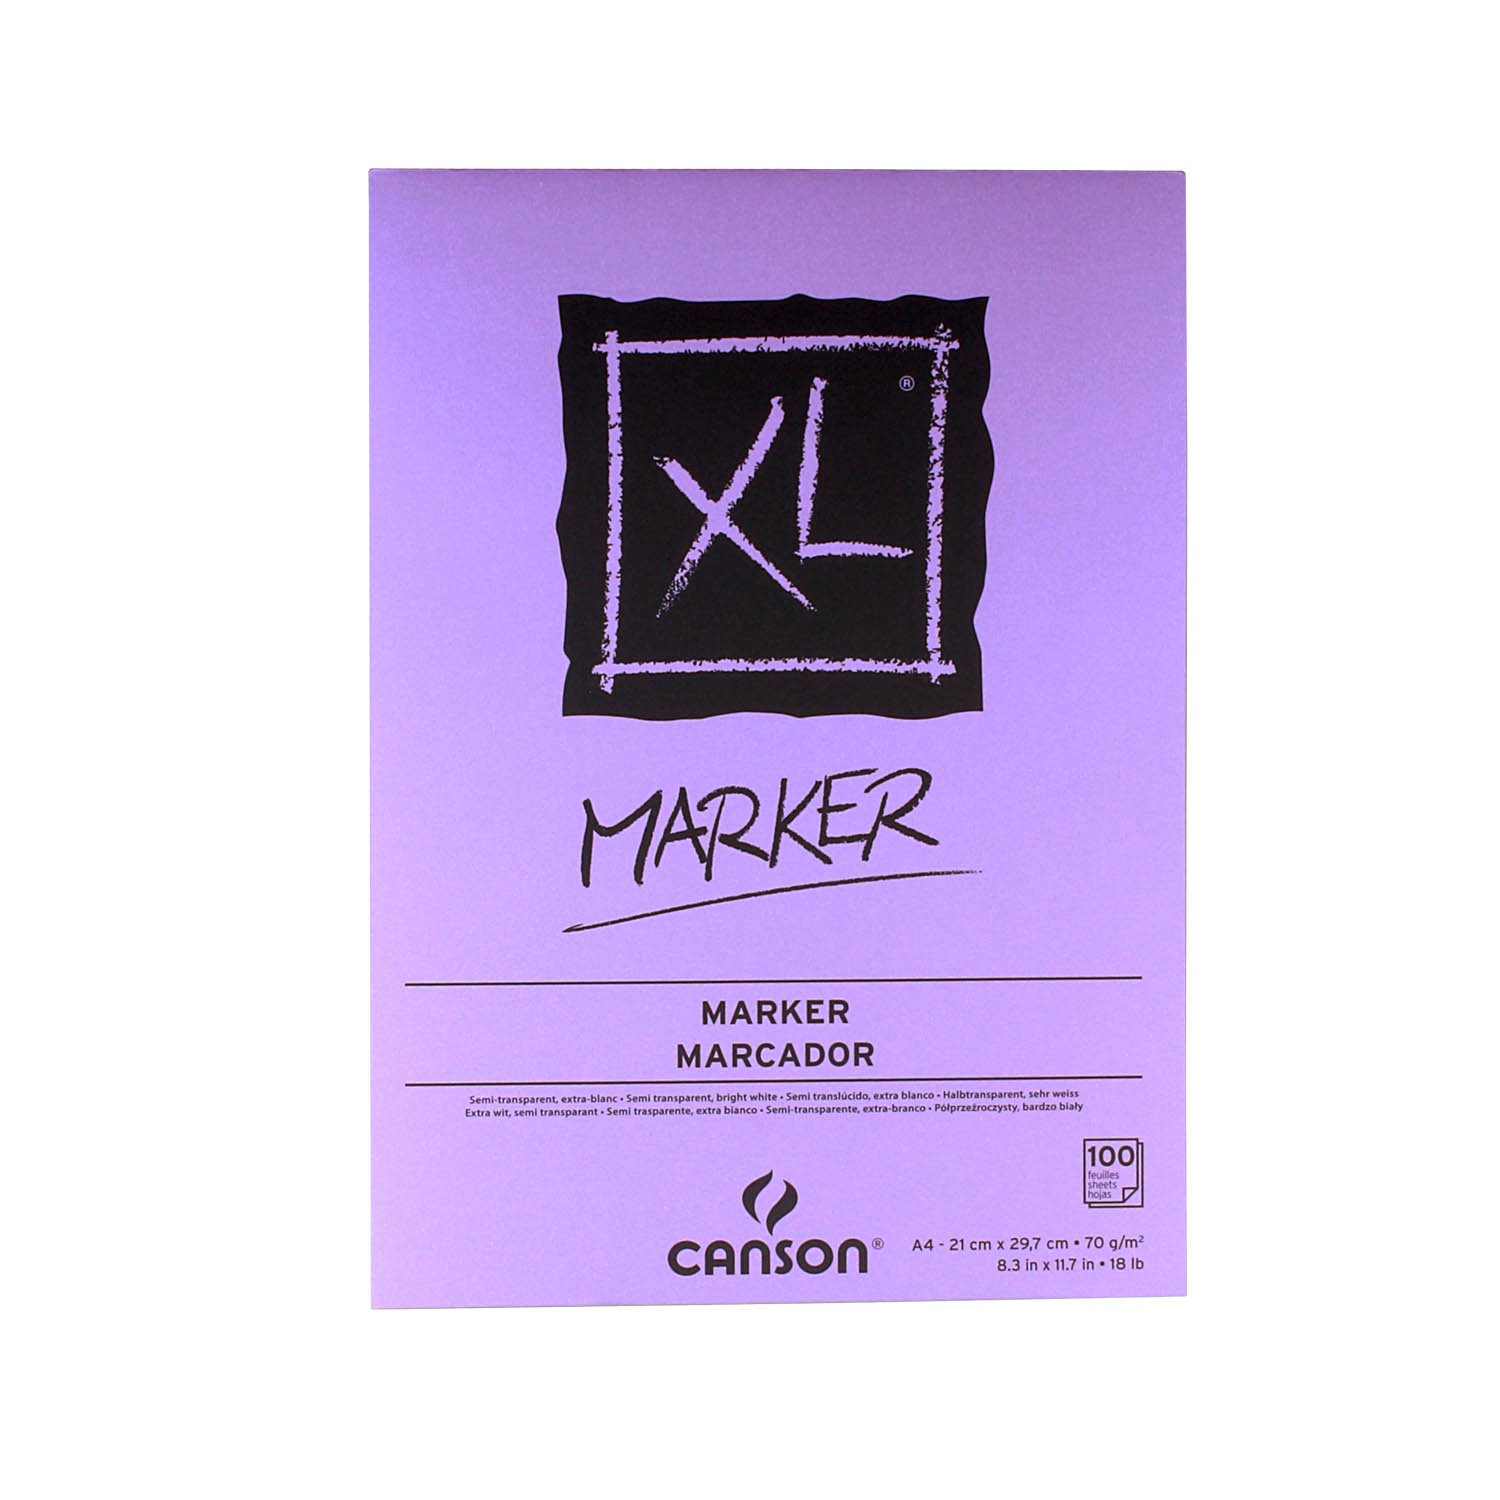 XL®
MARKER
MARKER
MARCADOR
Semi-transparent, extra-blanc • Semi transparent, bright white • Semi translúcido, extra blanco • Halbtransparent, sehr weiss
Extra wit, semi transparant • Semi trasparente, extra bianco • Semi-transparente, extra-branco • Półprzeźroczysty, bardzo biały
100
feuilles
sheets
hojas
CANSON®
A4 - 21 cm x 29,7 cm • 70 g/m²
8.3 in x 11.7 in • 18 lb